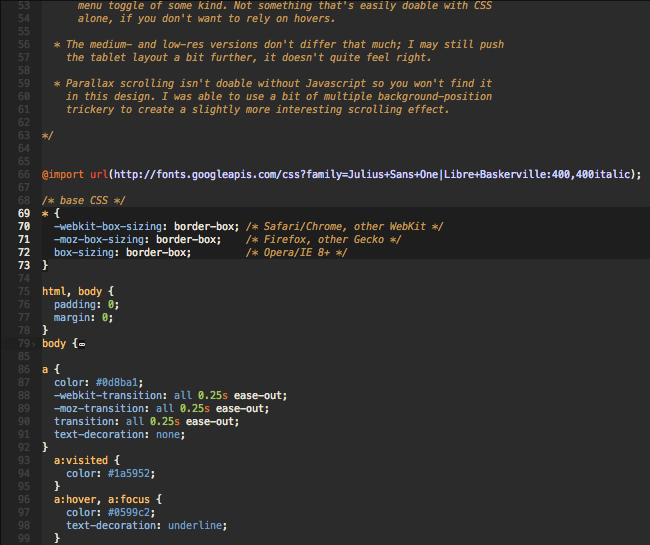 53 menu toggle of some kind. Not something that's easily doable with CSS
54 alone, if you don't want to rely on hovers.
55
56 * The medium- and low-res versions don't differ that much; I may still push
57 the tablet layout a bit further, it doesn't quite feel right.
58
59 * Parallax scrolling isn't doable without Javascript so you won't find it
60 in this design. I was able to use a bit of multiple background-position
61 trickery to create a slightly more interesting scrolling effect.
62
63 */
64
65
66 @import url(http://fonts.googleapis.com/css?family=Julius+Sans+One|Libre+Baskerville:400,400italic);
67
68 /* base CSS */
69 * {
70 -webkit-box-sizing: border-box; /* Safari/Chrome, other WebKit */
71 -moz-box-sizing: border-box; /* Firefox, other Gecko */
72 box-sizing: border-box; /* Opera/IE 8+ */
73 }
74
75 html, body {
76 padding: 0;
77 margin: 0;
78 }
79 body {
85
86 a {
87 color: #0d8ba1;
88 -webkit-transition: all 0.25s ease-out;
89 -moz-transition: all 0.25s ease-out;
90 transition: all 0.25s ease-out;
91 text-decoration: none;
92 }
93 a:visited {
94 color: #1a5952;
95 }
96 a:hover, a:focus {
97 color: #0599c2;
98 text-decoration: underline;
99 }